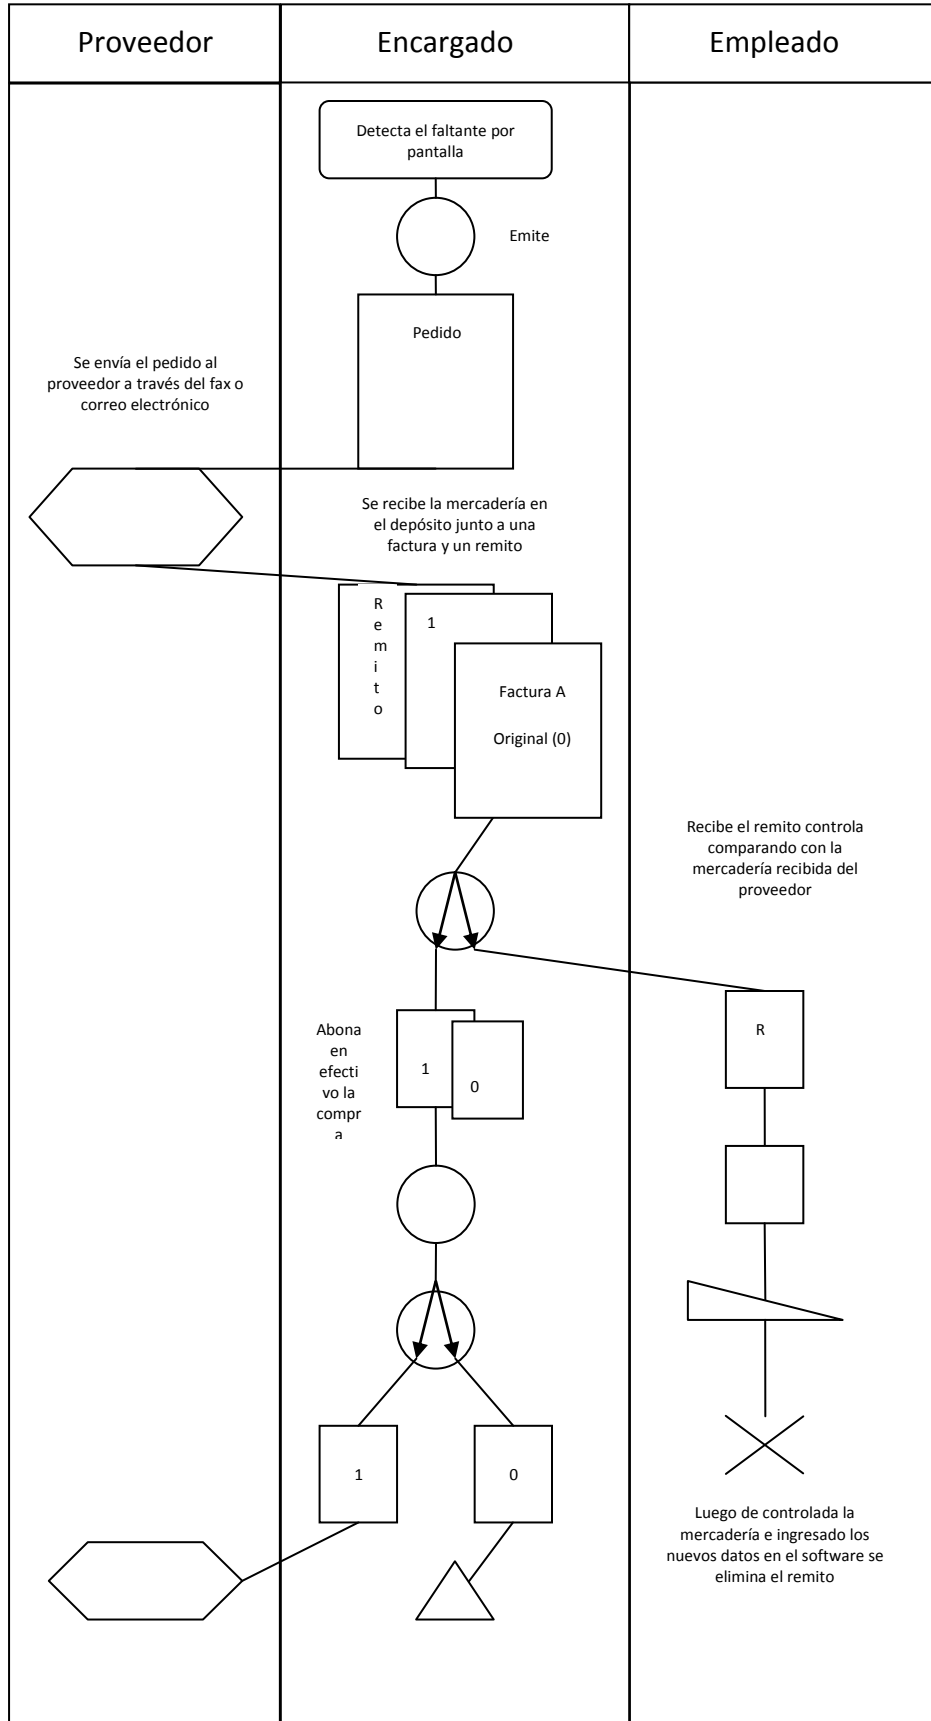 Proveedor
Encargado
Empleado
Detecta el faltante por
pantalla
Emite
Pedido
Se envía el pedido al
proveedor a través del fax o
correo electrónico
Se recibe la mercadería en
el depósito junto a una
factura y un remito
R
e
m
i
t
o
1
Factura A
Original (0)
Recibe el remito controla
comparando con la
mercadería recibida del
proveedor
Abona
en
efecti
vo la
compr
a
1
0
R
1
0
Luego de controlada la
mercadería e ingresado los
nuevos datos en el software se
elimina el remito